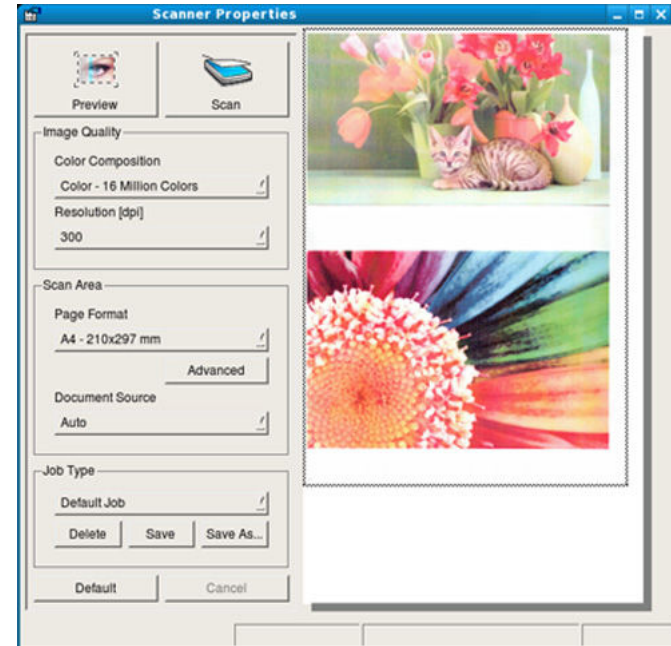 Scanner Properties
Preview
Scan
Image Quality
Color Composition
Color - 16 Million Colors
Resolution [dpi]
300
Scan Area
Page Format
A4 - 210x297 mm
Advanced
Document Source
Auto
Job Type
Default Job
Delete
Save
Save As...
Default
Cancel